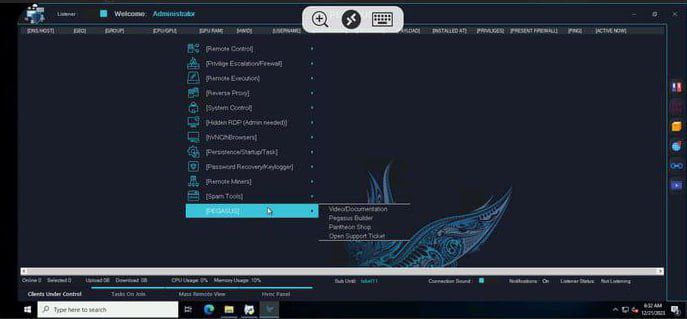 Listener
Welcome: Administrator
[DNS/HOST] [GEO] [GROUP] [CPU/GPU] [GPU RAM] [HWID] [USERNAME] [INSTALLED AT] [PRIVILIGES] [PRESENT FIREWALL] [PING] [ACTIVE NOW]
[Remote Control]
[Privilige Escalation/Firewall]
[Remote Execution]
[Reverse Proxy]
[System Control]
[Hidden RDP (Admin needed)]
[hVNC/hBrowsers]
[Persistence/Startup/Task]
[Password Recovery/Keylogger]
[Remote Miners]
[Spam Tools]
[PEGASUS]
Video/Documentation
Pegasus Builder
Pantheon Shop
Open Support Ticket
Online 0 Selected 0 Upload 0B Download 0B CPU Usage: 0% Memory Usage: 10% Sub Until: Connection Sound : Notifications : On Listener Status: Not Listening
Clients Under Control Tasks On Join Mass Remote View Hvnc Panel
Type here to search
8:32 AM
12/21/2023